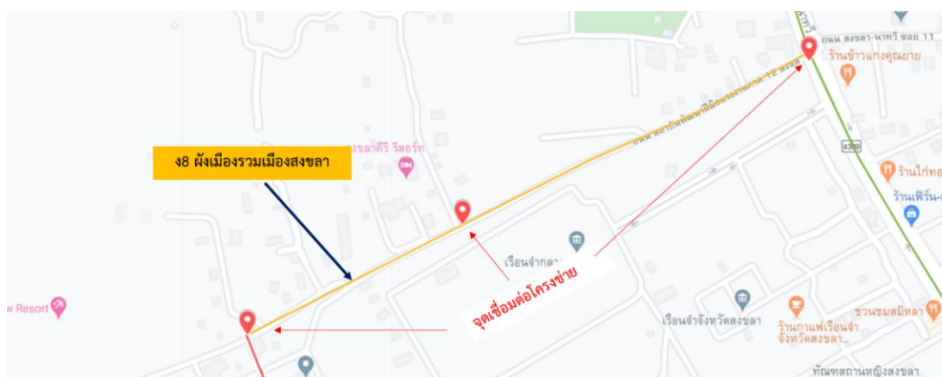 ถนน สงขลา-นาทวี ซอย 11
ร้านข้าวแกงคุณยาย
ง8 ผังเมืองรวมเมืองสงขลา
4309
ร้านไก่ทอ
ร้านเฟิร์น-
เรือนจำกลา
จุดเชื่อมต่อโครงข่าย
Resort
เรือนจำจังหวัดสงขลา
ร้านกาแฟเรือนจำ
จังหวัดสงขลา...
ชวนชมสมิหลา
ทัณฑสถานหญิงสงขลา